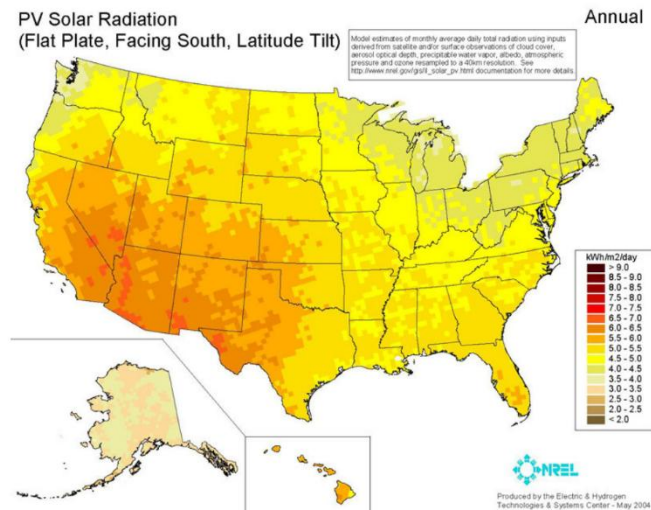 PV Solar Radiation
(Flat Plate, Facing South, Latitude Tilt)
Model estimates of monthly average daily total radiation using inputs
derived from satellite and/or surface observations of cloud cover,
aerosol optical depth, precipitable water vapor, albedo, atmospheric
pressure and ozone resampled to a 40km resolution. See
http://www.nrel.gov/gis/il_solar_pv.html documentation for more details.
Annual
kWh/m2/day
> 9.0
8.5 - 9.0
8.0 - 8.5
7.5 - 8.0
7.0 - 7.5
6.5 - 7.0
6.0 - 6.5
5.5 - 6.0
5.0 - 5.5
4.5 - 5.0
4.0 - 4.5
3.5 - 4.0
3.0 - 3.5
2.5 - 3.0
2.0 - 2.5
< 2.0
NREL
Produced by the Electric & Hydrogen
Technologies & Systems Center - May 2004